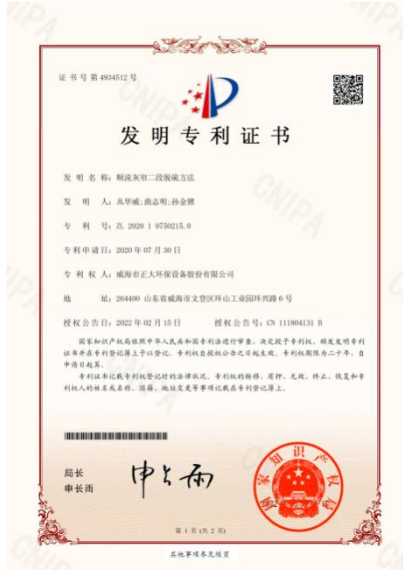 证书号第4934512号
发明专利证书
发 明 名 称：顺流灰帘二段脱硫方法
发 明 人：丛华威;曲志明;孙金锂
专 利 号：ZL 2020 1 0750215.0
专利申请日：2020年07月30日
专 利 权 人：威海市正大环保设备股份有限公司
地 址：264400 山东省威海市文登区环山工业园环兴路6号
授权公告日：2022年02月15日 授权公告号：CN 111804131 B
国家知识产权局依照中华人民共和国专利法进行审查，决定授予专利权，颁发发明专利
证书并在专利登记簿上予以登记。专利权自授权公告之日起生效。专利权期限为二十年，自
申请日起算。
专利证书记载专利权登记时的法律状况。专利权的转移、质押、无效、终止、恢复和专
利权人的姓名或名称、国籍、地址变更等事项记载在专利登记簿上。
局长
申长雨
申长雨
国家知识产权局
第 1 页 (共 2 页)
其他事项参见续页
CNIPA